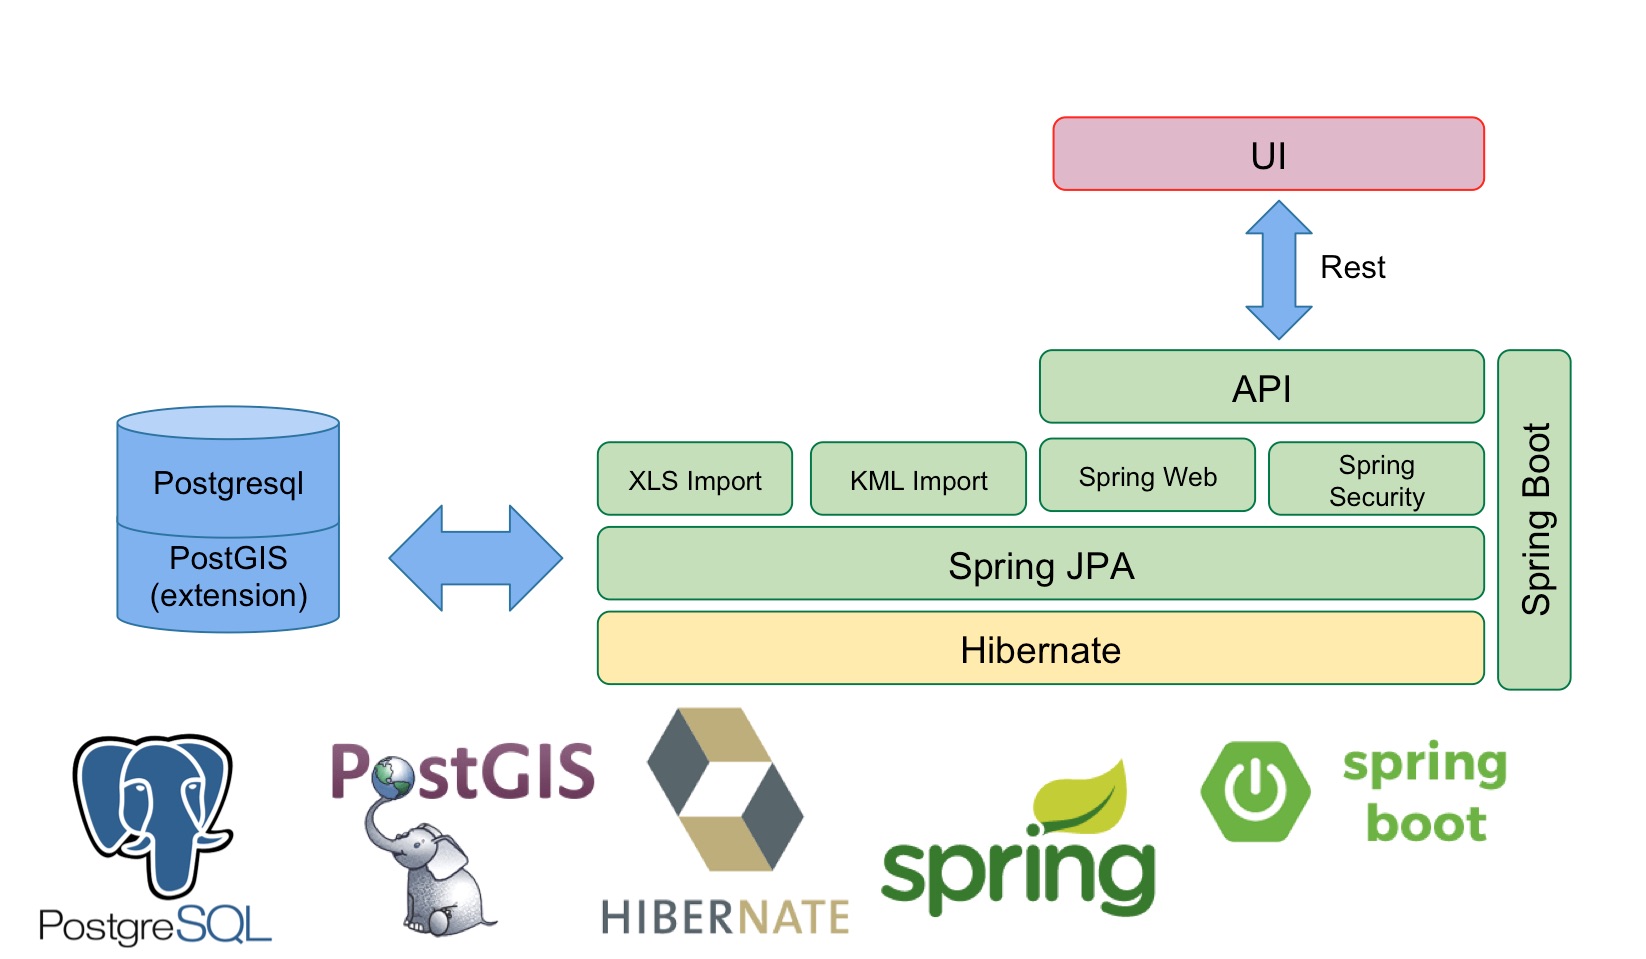 UI
Rest
API
XLS Import
KML Import
Spring Web
Spring
Security
Spring Boot
Postgresql
PostGIS
(extension)
Spring JPA
Hibernate
PostgreSQL
PostGIS
HIBERNATE
spring
spring
boot